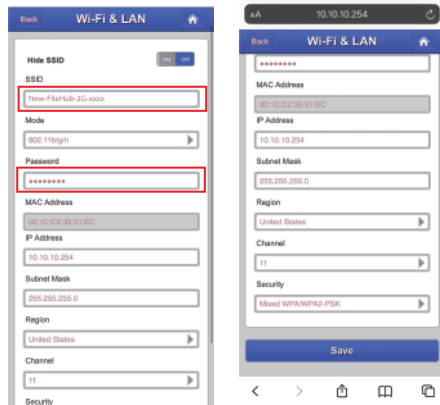 Back
Wi-Fi & LAN
Hide SSID
ON OFF
SSID
New-FileHub-2G-xxxx
Mode
802.11b/g/n
Password
********
MAC Address
00:1C:C2:36:51:EC
IP Address
10.10.10.254
Subnet Mask
255.255.255.0
Region
United States
Channel
11
Security
AA
10.10.10.254
Back
Wi-Fi & LAN
********
MAC Address
00:1C:C2:36:51:EC
IP Address
10.10.10.254
Subnet Mask
255.255.255.0
Region
United States
Channel
11
Security
Mixed WPA/WPA2-PSK
Save